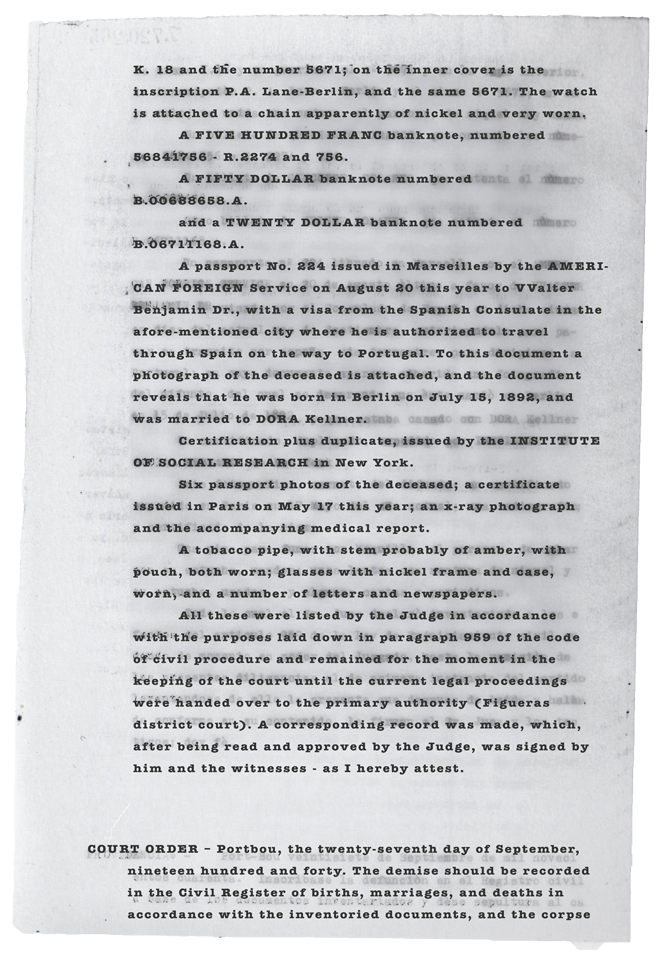 K. 18 and the number 5671; on the inner cover is the
inscription P.A. Lane-Berlin, and the same 5671. The watch
is attached to a chain apparently of nickel and very worn.
A FIVE HUNDRED FRANC banknote, numbered
56841756 - R.2274 and 756.
A FIFTY DOLLAR banknote numbered
B.00688658.A.
and a TWENTY DOLLAR banknote numbered
B.06711168.A.
A passport No. 224 issued in Marseilles by the AMERI-
CAN FOREIGN Service on August 20 this year to VValter
Benjamin Dr., with a visa from the Spanish Consulate in the
afore-mentioned city where he is authorized to travel
through Spain on the way to Portugal. To this document a
photograph of the deceased is attached, and the document
reveals that he was born in Berlin on July 15, 1892, and
was married to DORA Kellner.
Certification plus duplicate, issued by the INSTITUTE
OF SOCIAL RESEARCH in New York.
Six passport photos of the deceased; a certificate
issued in Paris on May 17 this year; an x-ray photograph
and the accompanying medical report.
A tobacco pipe, with stem probably of amber, with
pouch, both worn; glasses with nickel frame and case,
worn, and a number of letters and newspapers.
All these were listed by the Judge in accordance
with the purposes laid down in paragraph 959 of the code
of civil procedure and remained for the moment in the
keeping of the court until the current legal proceedings
were handed over to the primary authority (Figueras
district court). A corresponding record was made, which,
after being read and approved by the Judge, was signed by
him and the witnesses - as I hereby attest.
COURT ORDER – Portbou, the twenty-seventh day of September,
nineteen hundred and forty. The demise should be recorded
in the Civil Register of births, marriages, and deaths in
accordance with the inventoried documents, and the corpse